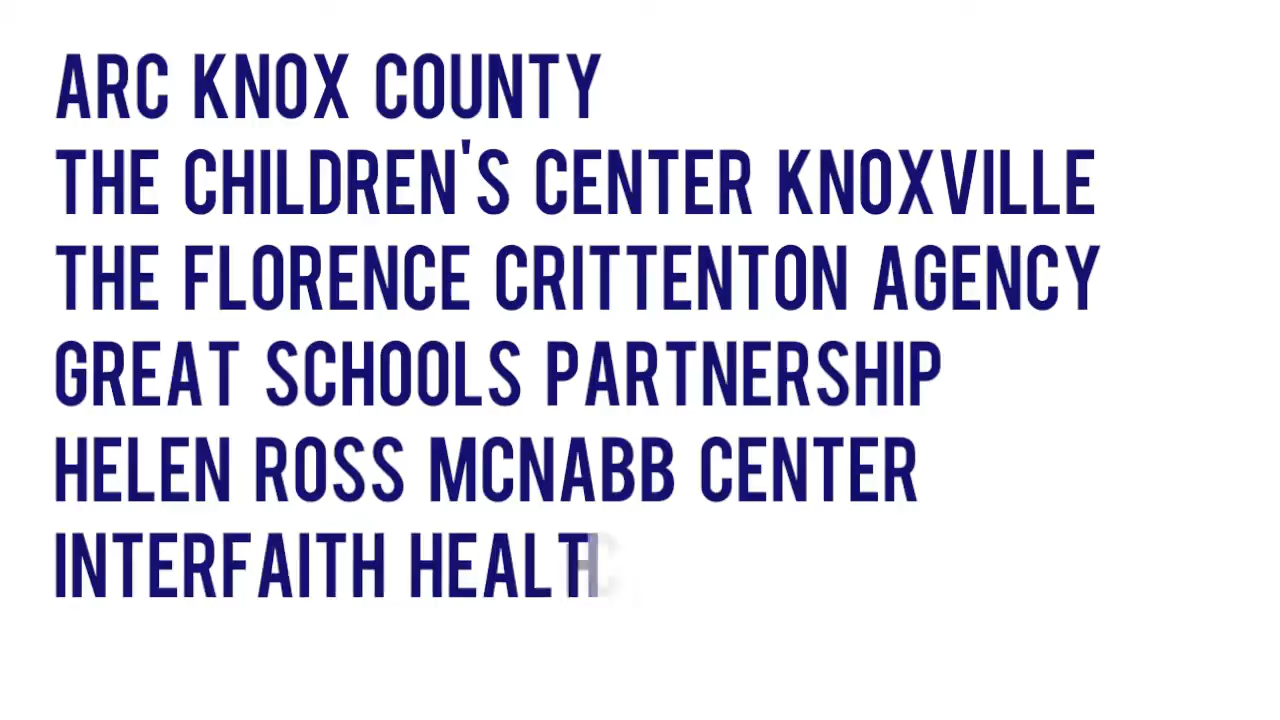 ARC KNOX COUNTY
THE CHILDREN'S CENTER KNOXVILLE
THE FLORENCE CRITTENTON AGENCY
GREAT SCHOOLS PARTNERSHIP
HELEN ROSS MCNABB CENTER
INTERFAITH HEALTH